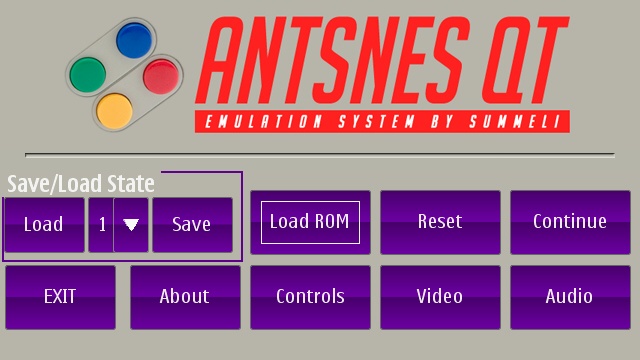 ANTSNES QT
EMULATION SYSTEM BY SUMMELI
Save/Load State
Load 1 Save Load ROM Reset Continue
EXIT About Controls Video Audio